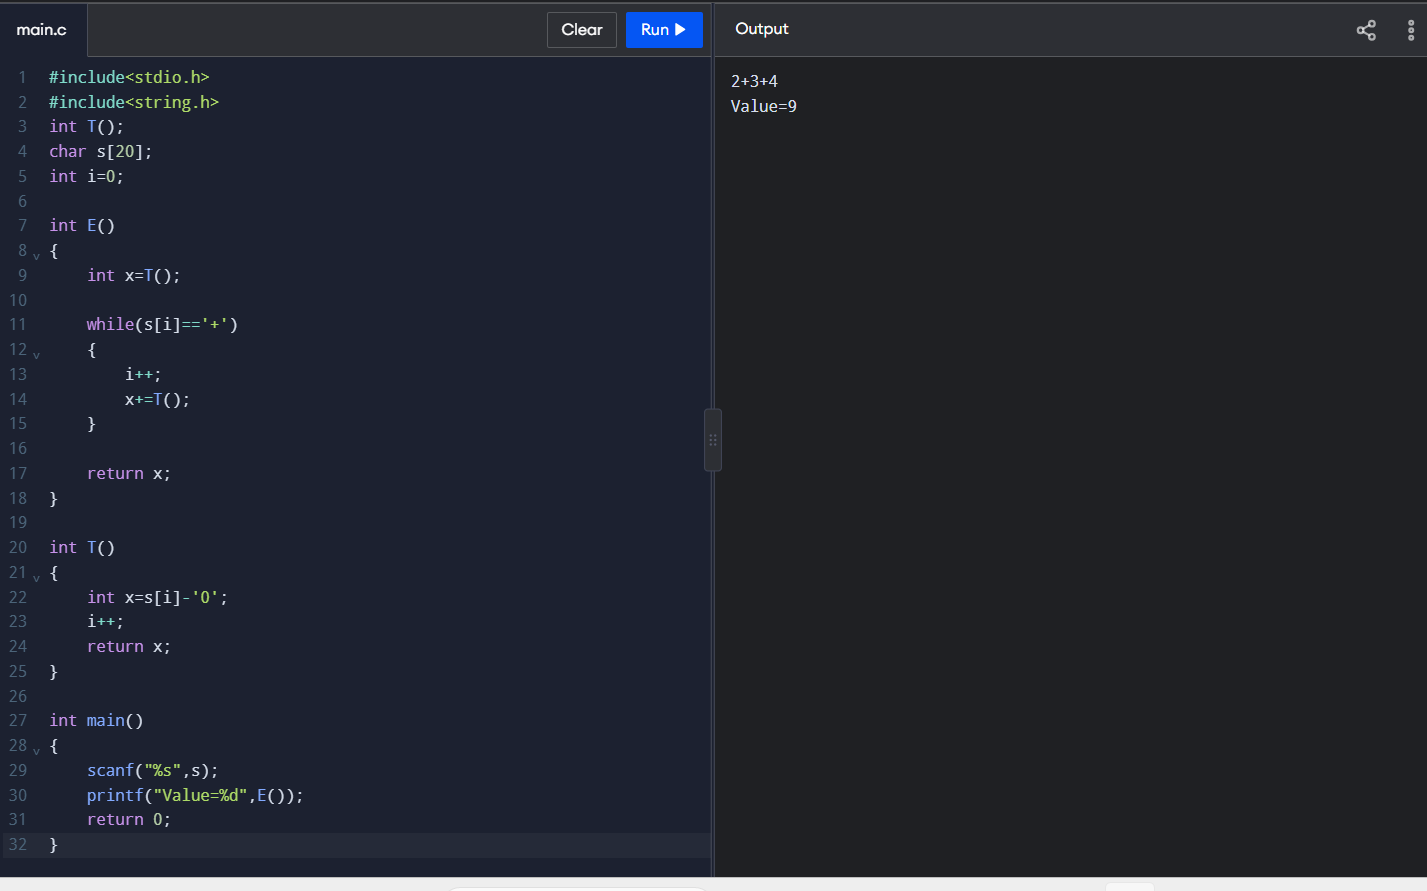 main.c
Clear
Run
Output
1 #include<stdio.h>
2 #include<string.h>
3 int T();
4 char s[20];
5 int i=0;
6
7 int E()
8 {
9     int x=T();
10
11     while(s[i]=='+')
12     {
13         i++;
14         x+=T();
15     }
16
17     return x;
18 }
19
20 int T()
21 {
22     int x=s[i]-'0';
23     i++;
24     return x;
25 }
26
27 int main()
28 {
29     scanf("%s",s);
30     printf("Value=%d",E());
31     return 0;
32 }
2+3+4
Value=9